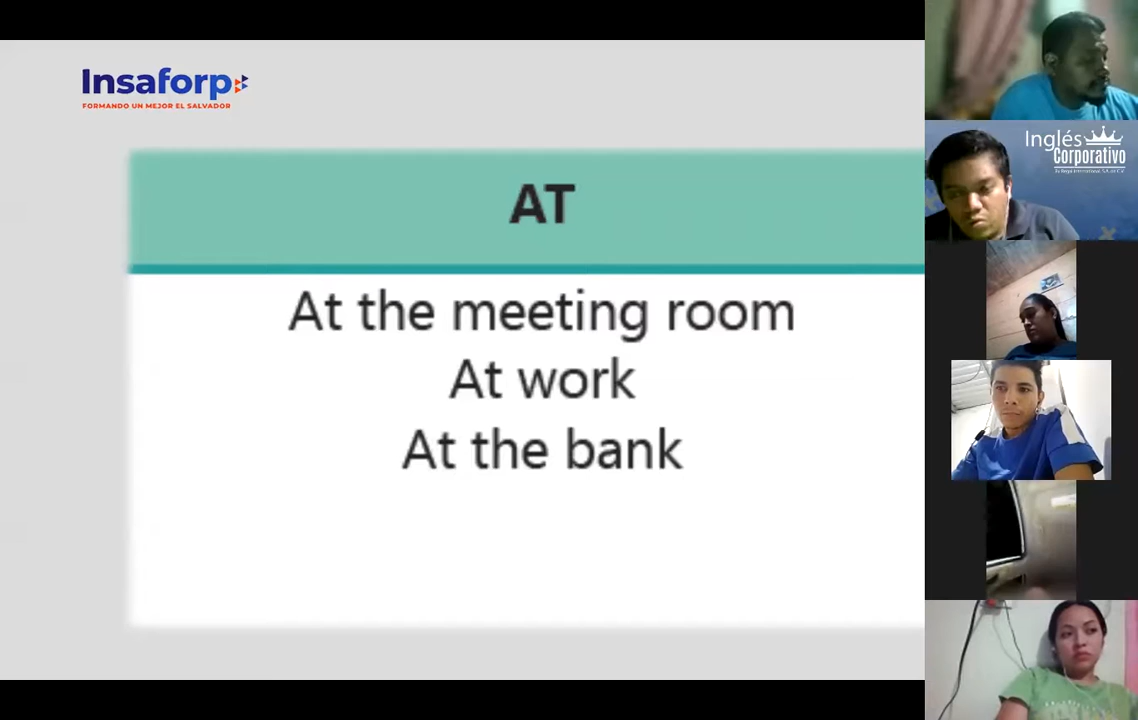 Insaforp
FORMANDO UN MEJOR EL SALVADOR
AT
At the meeting room
At work
At the bank
Inglés
Corporativo